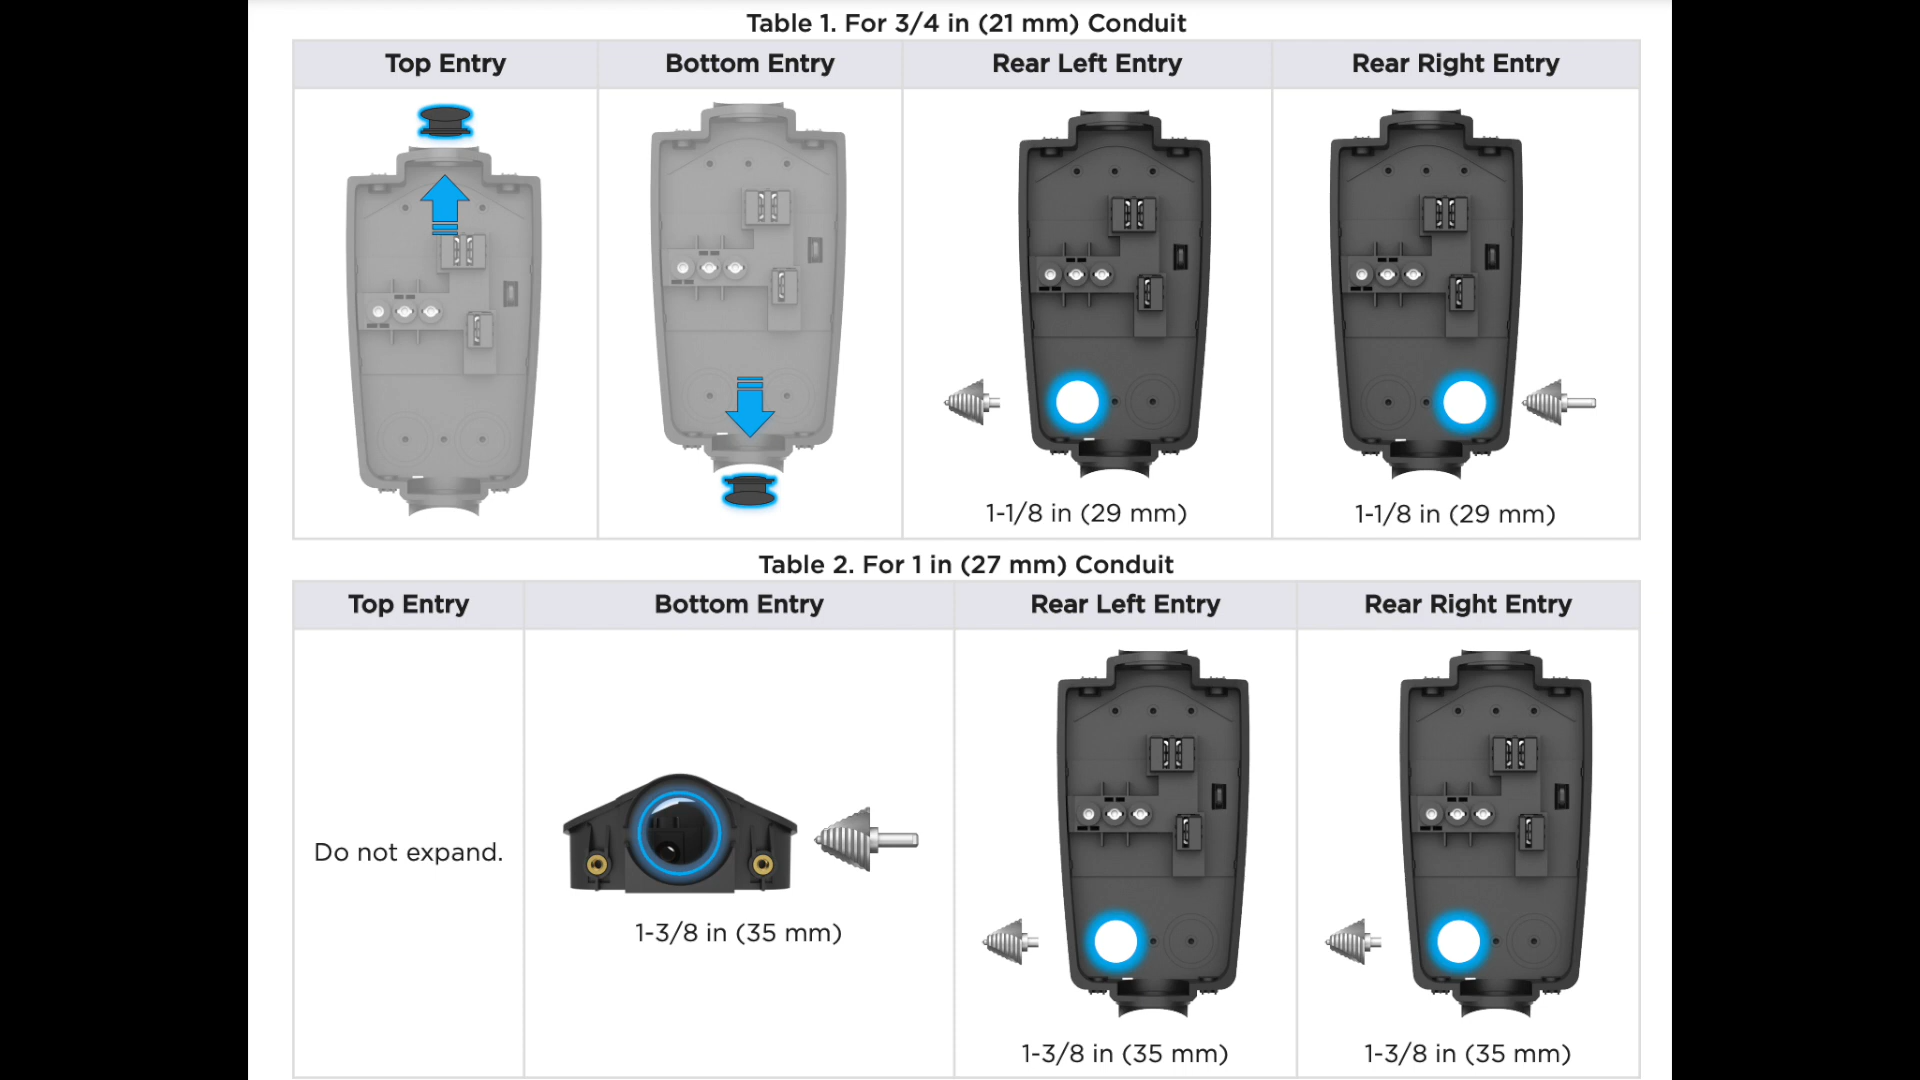 Table 1. For 3/4 in (21 mm) Conduit
Top Entry
Bottom Entry
Rear Left Entry
Rear Right Entry
1-1/8 in (29 mm)
1-1/8 in (29 mm)
Table 2. For 1 in (27 mm) Conduit
Top Entry
Bottom Entry
Rear Left Entry
Rear Right Entry
Do not expand.
1-3/8 in (35 mm)
1-3/8 in (35 mm)
1-3/8 in (35 mm)